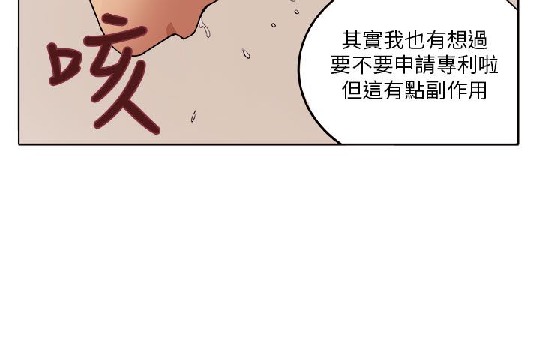 其實我也有想過
要不要申請專利啦
但這有點副作用
咳